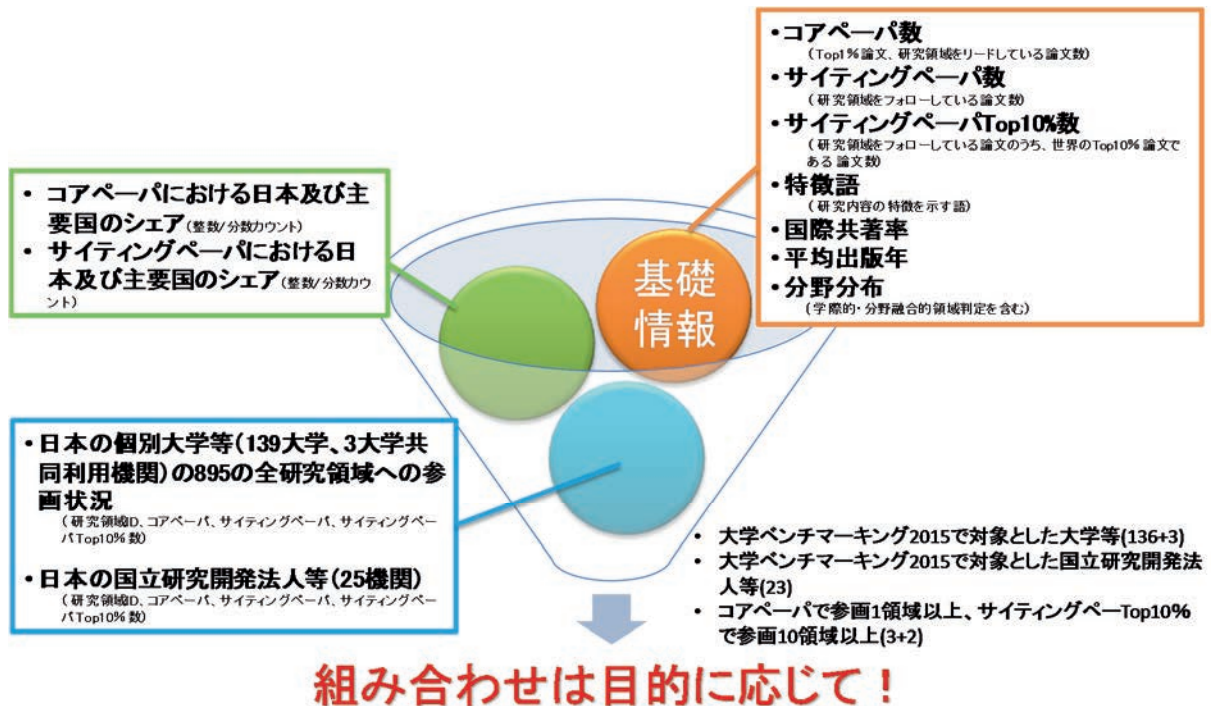 ・コアペーパ数
(Top1%論文、研究領域をリードしている論文数)
・サイティングペーパ数
(研究領域をフォローしている論文数)
・サイティングペーパTop10%数
(研究領域をフォローしている論文のうち、世界のTop10%論文で
ある論文数)
・特徴語
(研究内容の特徴を示す語)
・国際共著率
・平均出版年
・分野分布
(学際的・分野融合的領域判定を含む)
・ コアペーパにおける日本及び主
要国のシェア(整数/分数カウント)
・ サイティングペーパにおける日
本及び主要国のシェア(整数/分数カウ
ント)
基礎
情報
・日本の個別大学等(139大学、3大学共
同利用機関)の895の全研究領域への参
画状況
(研究領域ID、コアペーパ、サイティングペーパ、サイティングペー
パTop10%数)
・日本の国立研究開発法人等(25機関)
(研究領域ID、コアペーパ、サイティングペーパ、サイティングペー
パTop10%数)
・ 大学ベンチマーキング2015で対象とした大学等(136+3)
・ 大学ベンチマーキング2015で対象とした国立研究開発法
人等(23)
・ コアペーパで参画1領域以上、サイティングペーTop10%
で参画10領域以上(3+2)
組み合わせは目的に応じて！